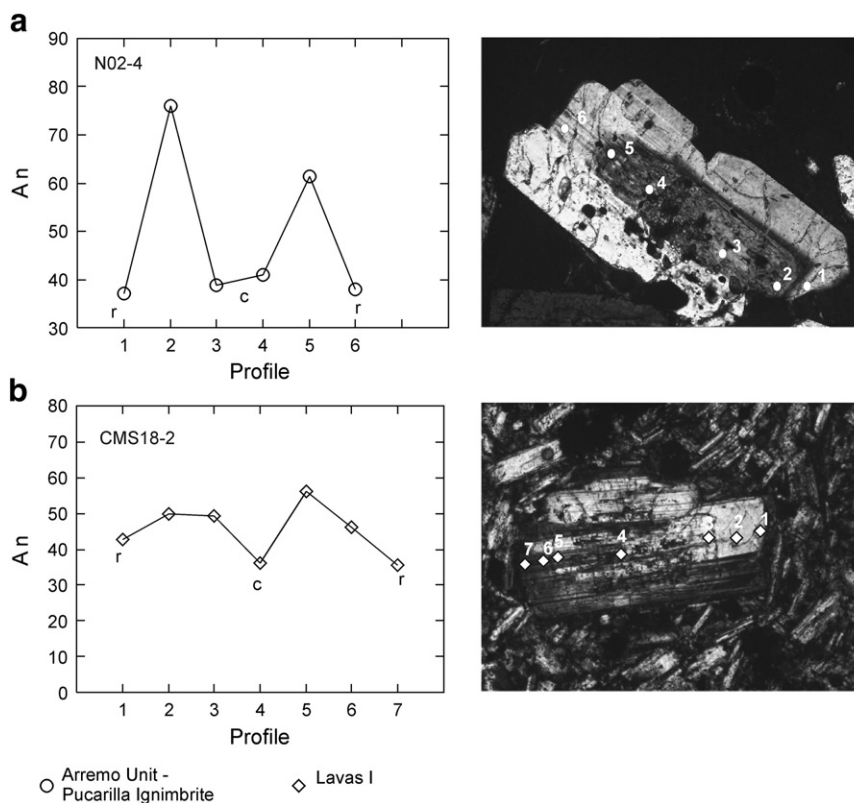 a
90
80
70
60
50
40
30
An
N02-4
r
c
r
1 2 3 4 5 6
Profile
6
5
4
3
2 1
b
80
70
60
50
40
30
20
10
0
An
CMS18-2
r
c
r
1 2 3 4 5 6 7
Profile
7 6 5 4 3 2 1
Arremo Unit -
Pucarilla Ignimbrite
Lavas I